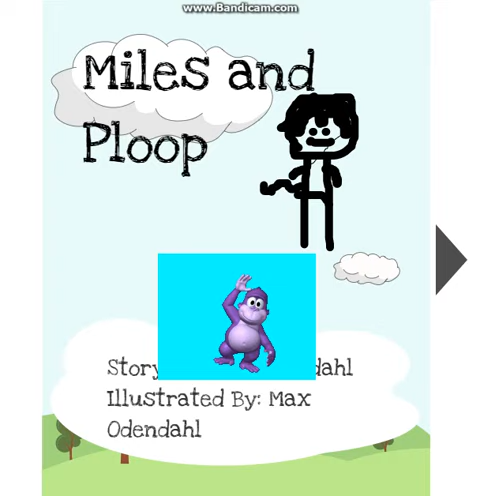 www.Bandicam.com
Miles and
Ploop
Story dahl
Illustrated By: Max
Odendahl